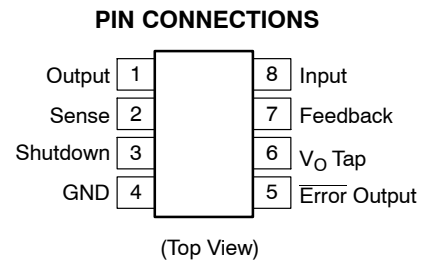 PIN CONNECTIONS
Output 1 8 Input
Sense 2 7 Feedback
Shutdown 3 6 VO Tap
GND 4 5 Error Output
(Top View)